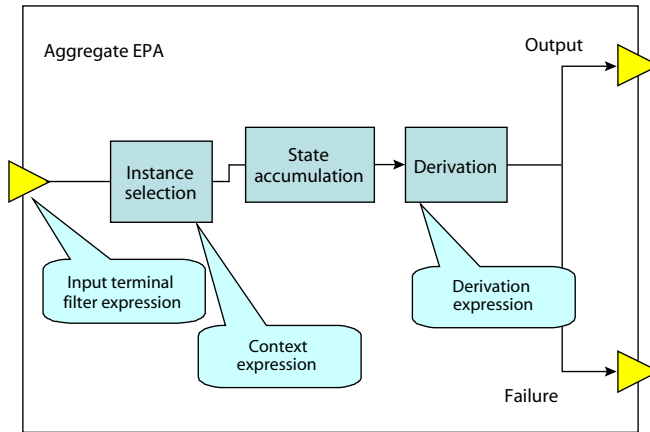 Aggregate EPA
Output
Instance
selection
State
accumulation
Derivation
Input terminal
filter expression
Context
expression
Derivation
expression
Failure